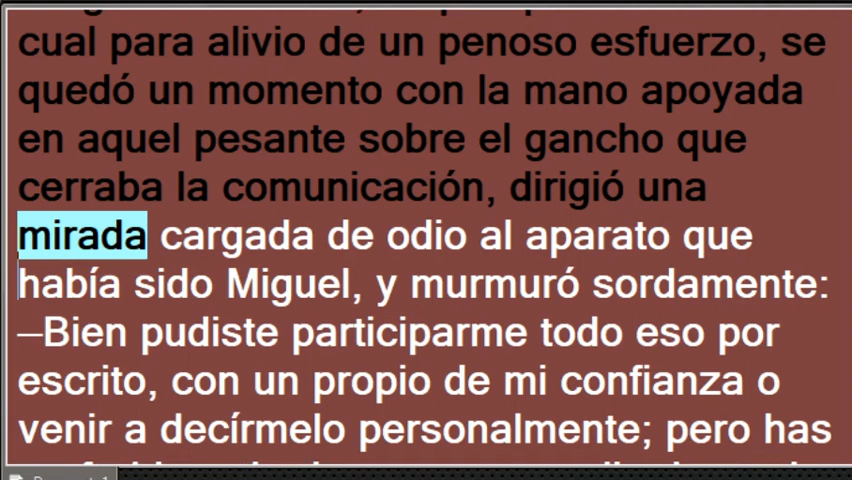 cual para alivio de un penoso esfuerzo, se
quedó un momento con la mano apoyada
en aquel pesante sobre el gancho que
cerraba la comunicación, dirigió una
mirada cargada de odio al aparato que
había sido Miguel, y murmuró sordamente:
—Bien pudiste participarme todo eso por
escrito, con un propio de mi confianza o
venir a decírmelo personalmente; pero has